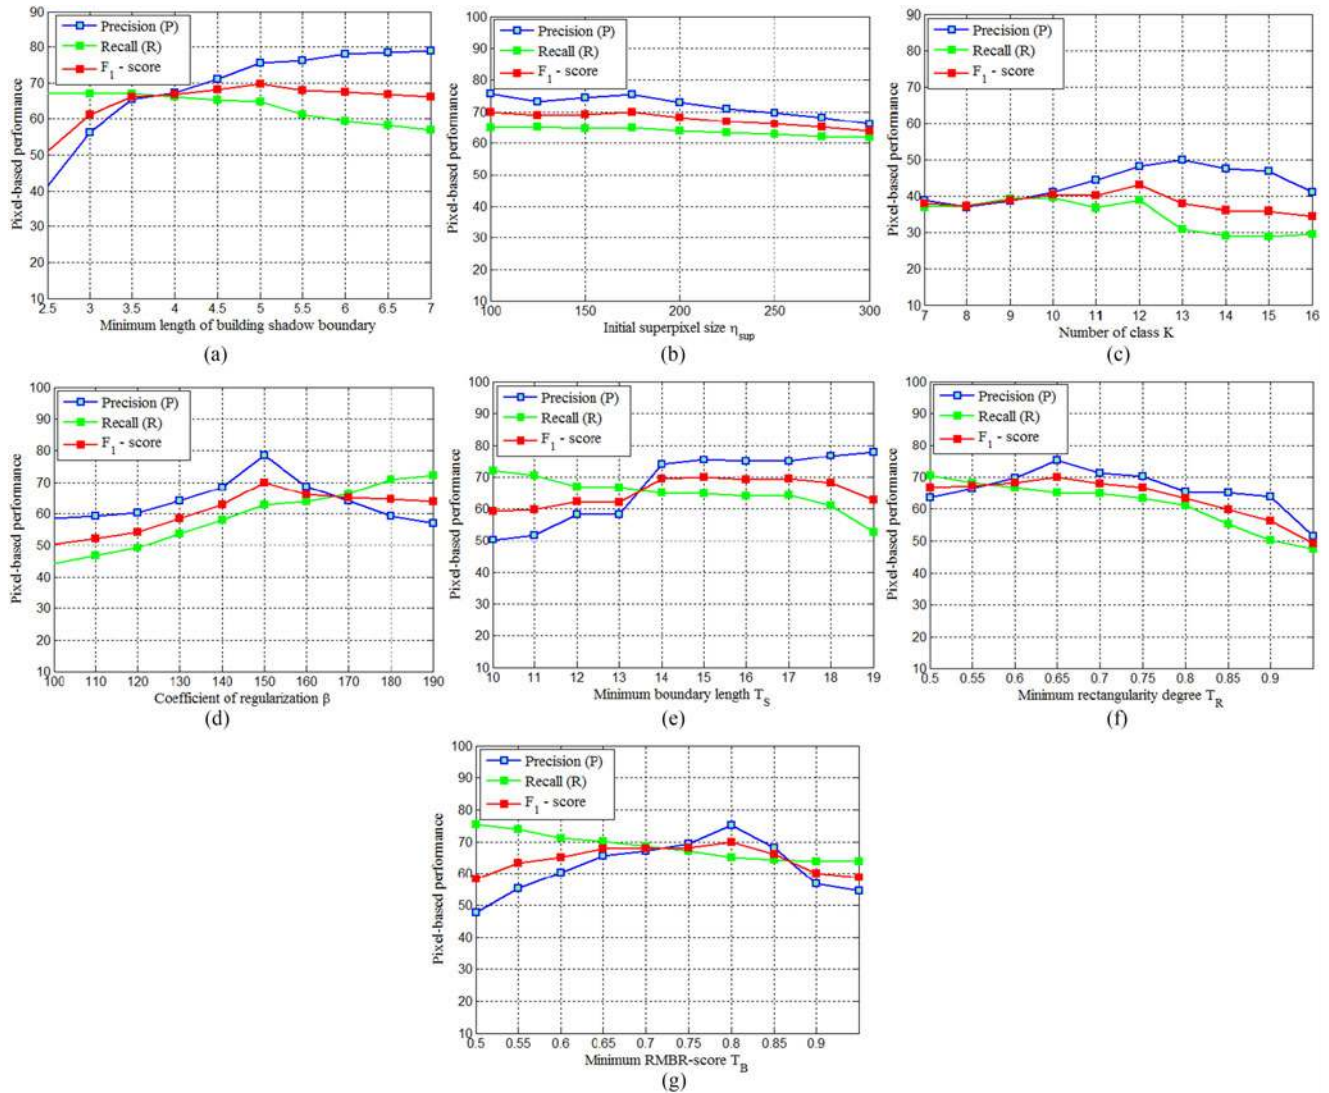 90
80
70
60
50
40
30
20
10
Pixel-based performance
Precision (P)
Recall (R)
F1 - score
2.5 3 3.5 4 4.5 5 5.5 6 6.5 7
Minimum length of building shadow boundary
(a)
100
90
80
70
60
50
40
30
20
10
Pixel-based performance
Precision (P)
Recall (R)
F1 - score
100 150 200 250 300
Initial superpixel size ηsup
(b)
90
80
70
60
50
40
30
20
10
Pixel-based performance
Precision (P)
Recall (R)
F1 - score
7 8 9 10 11 12 13 14 15 16
Number of class K
(c)
100
90
80
70
60
50
40
30
20
10
Pixel-based performance
Precision (P)
Recall (R)
F1 - score
100 110 120 130 140 150 160 170 180 190
Coefficient of regularization β
(d)
100
90
80
70
60
50
40
30
20
10
Pixel-based performance
Precision (P)
Recall (R)
F1 - score
10 11 12 13 14 15 16 17 18 19
Minimum boundary length TS
(e)
100
90
80
70
60
50
40
30
20
10
Pixel-based performance
Precision (P)
Recall (R)
F1 - score
0.5 0.55 0.6 0.65 0.7 0.75 0.8 0.85 0.9
Minimum rectangularity degree TR
(f)
100
90
80
70
60
50
40
30
20
10
Pixel-based performance
Precision (P)
Recall (R)
F1 - score
0.5 0.55 0.6 0.65 0.7 0.75 0.8 0.85 0.9
Minimum RMBR-score TB
(g)